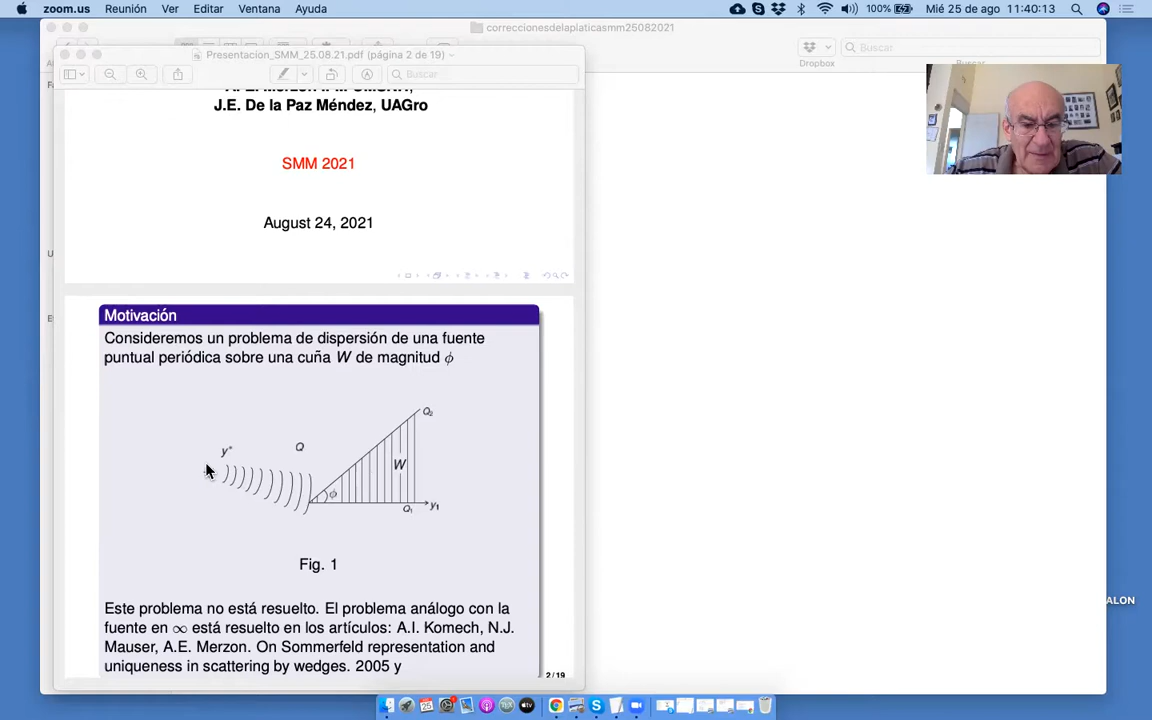 zoom.us Reunión Ver Editar Ventana Ayuda 100% Mié 25 de ago 11:40:13
correccionesdelaplaticasmm25082021
Presentacion_SMM_25.08.21.pdf (página 2 de 19)
Buscar
Dropbox
Buscar
Buscar
J.E. De la Paz Méndez, UAGro
SMM 2021
August 24, 2021
Motivación
Consideremos un problema de dispersión de una fuente
puntual periódica sobre una cuña W de magnitud ϕ
Q₂
y* Q
W
ϕ
Q₁ y₁
Fig. 1
Este problema no está resuelto. El problema análogo con la
fuente en ∞ está resuelto en los artículos: A.I. Komech, N.J.
Mauser, A.E. Merzon. On Sommerfeld representation and
uniqueness in scattering by wedges. 2005 y
2/19
ALON